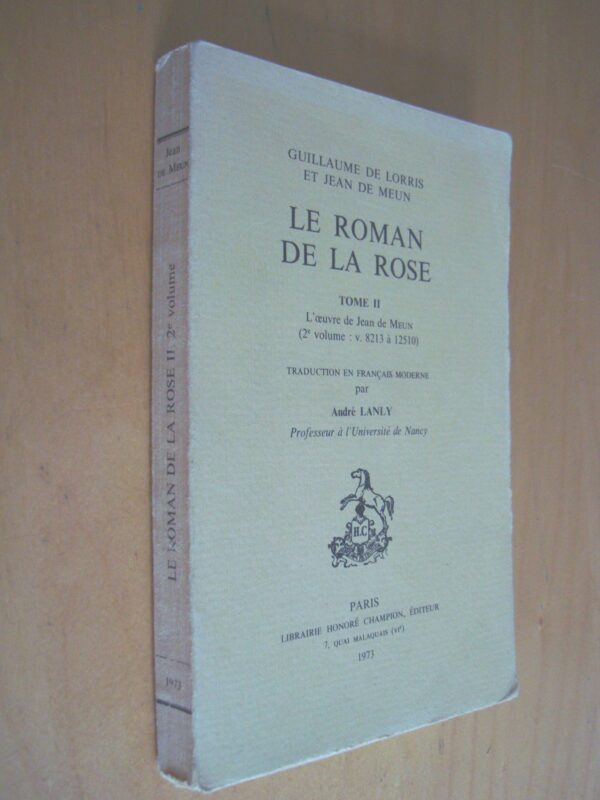 Jean
DE MEUN
LE ROMAN DE LA ROSE II 2e volume
1973
GUILLAUME DE LORRIS
ET JEAN DE MEUN
LE ROMAN
DE LA ROSE
TOME II
L'œuvre de Jean de MEUN
(2e volume : v. 8213 à 12510)
TRADUCTION EN FRANÇAIS MODERNE
par
André LANLY
Professeur à l'Université de Nancy
H.C
PARIS
LIBRAIRIE HONORÉ CHAMPION, ÉDITEUR
7, QUAI MALAQUAIS (VIe)
1973